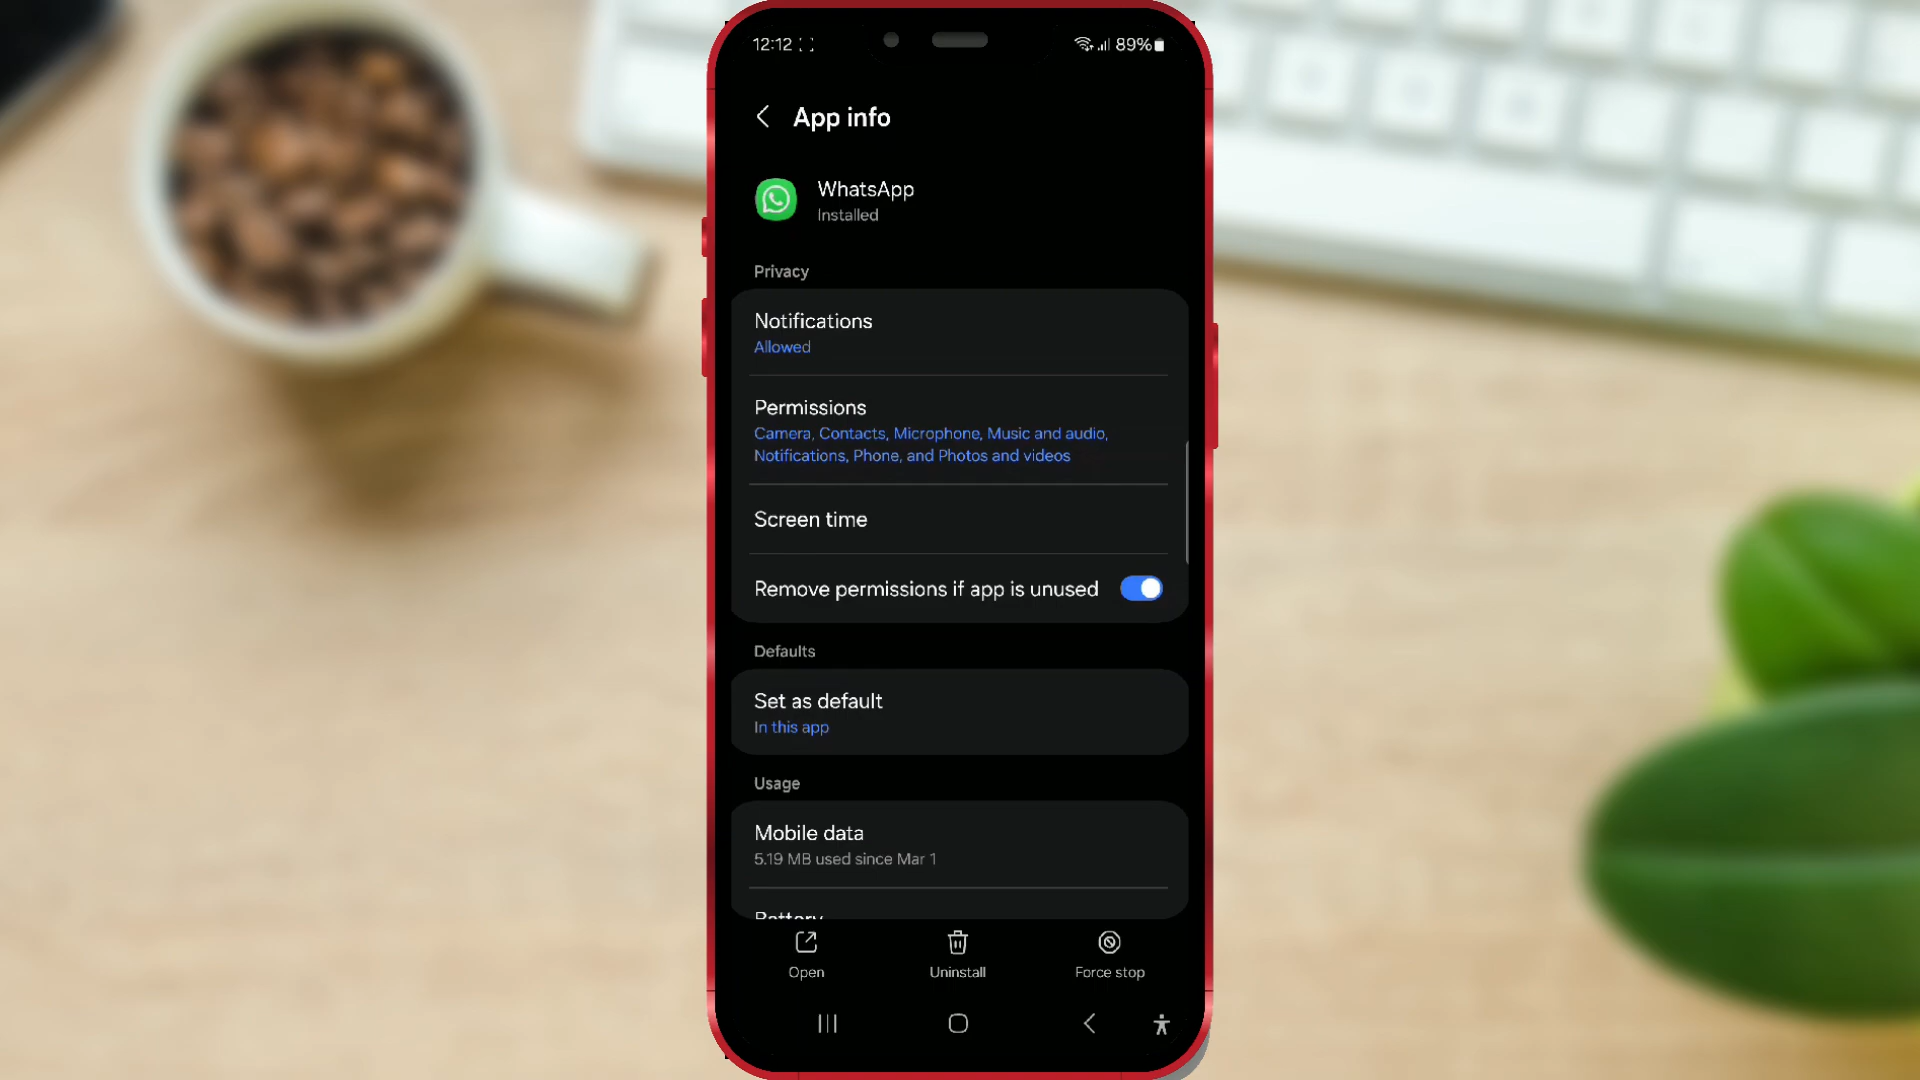 12:12
89%
App info
WhatsApp
Installed
Privacy
Notifications
Allowed
Permissions
Camera, Contacts, Microphone, Music and audio,
Notifications, Phone, and Photos and videos
Screen time
Remove permissions if app is unused
Defaults
Set as default
In this app
Usage
Mobile data
5.19 MB used since Mar 1
Battery
Open
Uninstall
Force stop